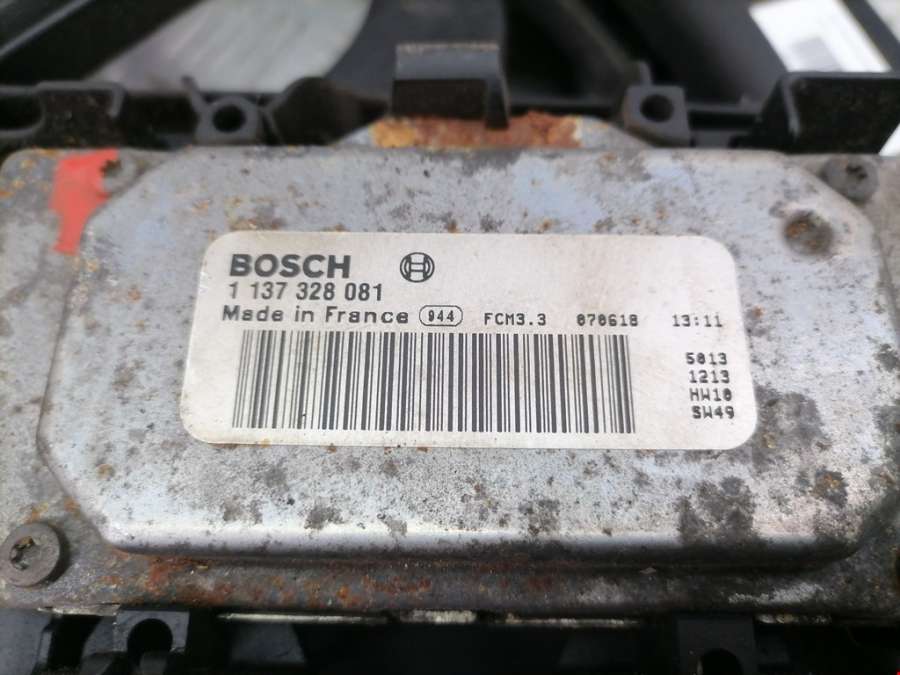 BOSCH
1 137 328 081
Made in France 944 FCM3.3 070618 13:11
5013
1213
HW10
SW49